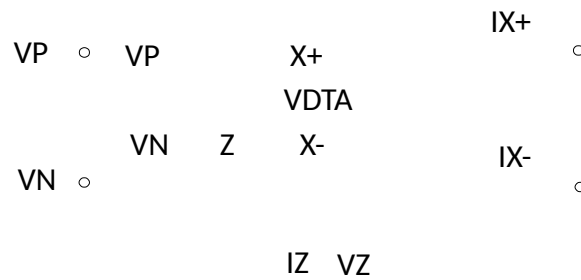 IX+
VP VP X+
VDTA
VN Z X-
IX-
VN
IZ VZ